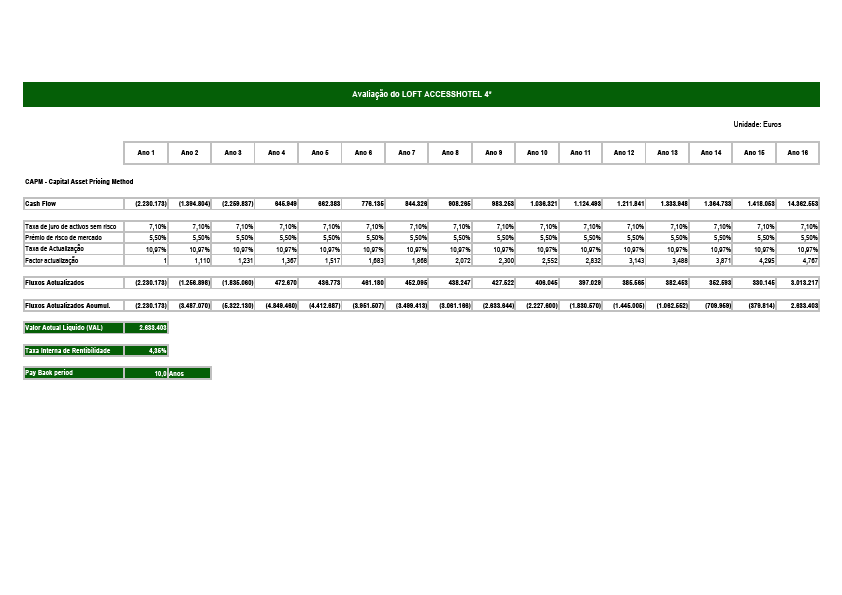 Avaliação do LOFT ACCESSHOTEL 4*
Unidade: Euros
Ano 1 Ano 2 Ano 3 Ano 4 Ano 5 Ano 6 Ano 7 Ano 8 Ano 9 Ano 10 Ano 11 Ano 12 Ano 13 Ano 14 Ano 15 Ano 16
CAPM - Capital Asset Pricing Method
Cash Flow (2.230.173) (1.394.804) (2.259.837) 645.949 662.383 776.135 844.326 908.265 983.253 1.036.321 1.124.493 1.211.841 1.333.948 1.364.733 1.418.053 14.362.553
Taxa de juro de activos sem risco 7,10% 7,10% 7,10% 7,10% 7,10% 7,10% 7,10% 7,10% 7,10% 7,10% 7,10% 7,10% 7,10% 7,10% 7,10% 7,10%
Prémio de risco de mercado 5,50% 5,50% 5,50% 5,50% 5,50% 5,50% 5,50% 5,50% 5,50% 5,50% 5,50% 5,50% 5,50% 5,50% 5,50% 5,50%
Taxa de Actualização 10,97% 10,97% 10,97% 10,97% 10,97% 10,97% 10,97% 10,97% 10,97% 10,97% 10,97% 10,97% 10,97% 10,97% 10,97% 10,97%
Factor actualização 1 1,110 1,231 1,367 1,517 1,683 1,868 2,072 2,300 2,552 2,832 3,143 3,488 3,871 4,295 4,767
Fluxos Actualizados (2.230.173) (1.256.898) (1.835.060) 472.670 436.773 461.180 452.095 438.247 427.522 406.045 397.029 385.565 382.453 352.593 330.145 3.013.217
Fluxos Actualizados Acumul. (2.230.173) (3.487.070) (5.322.130) (4.849.460) (4.412.687) (3.951.507) (3.499.413) (3.061.166) (2.633.644) (2.227.600) (1.830.570) (1.445.005) (1.062.552) (709.959) (379.814) 2.633.403
Valor Actual Líquido (VAL) 2.633.403
Taxa Interna de Rentibilidade 4,35%
Pay Back period 10,0 Anos